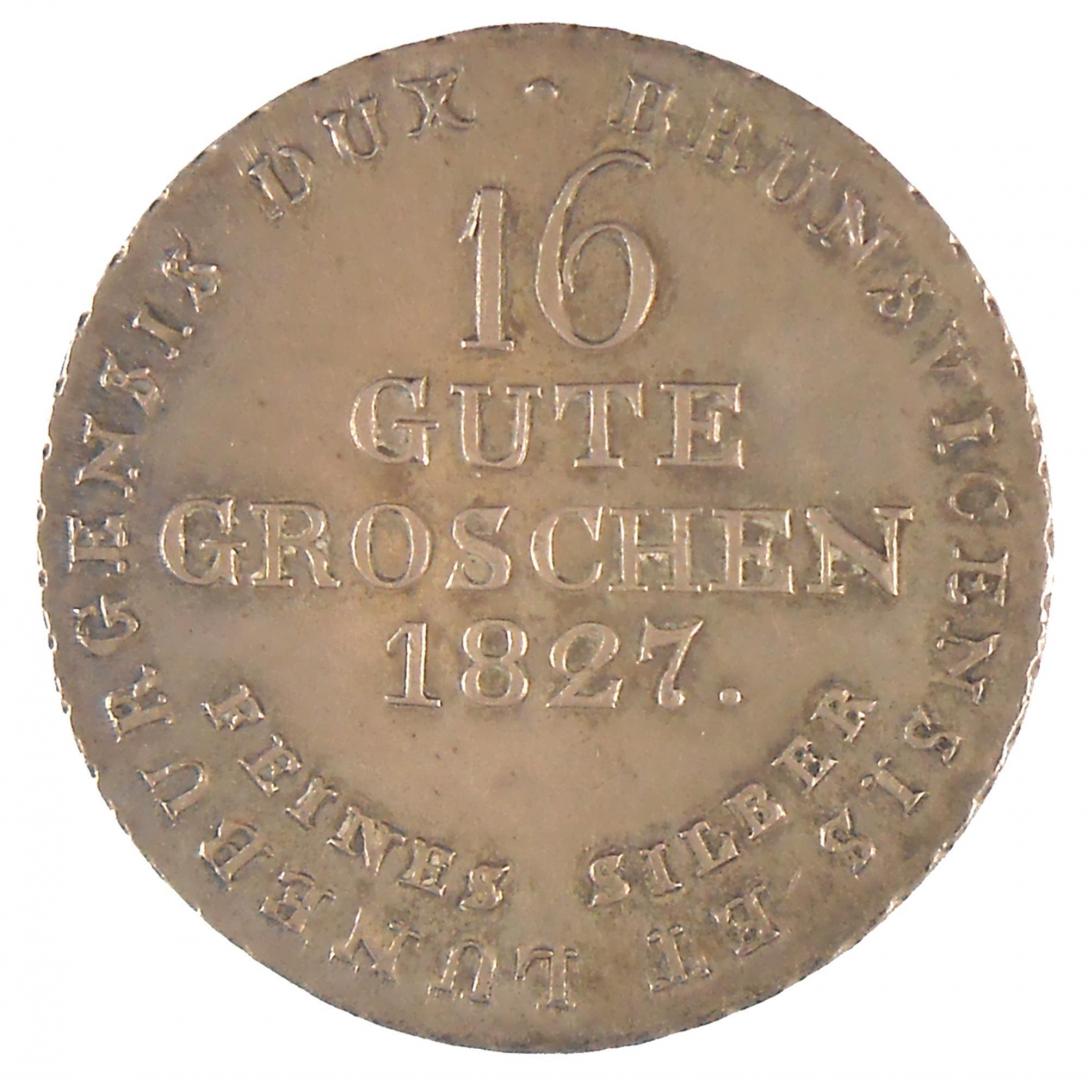 BRUNSVICENSIS ET LUNEBURGENSIS DUX ·
16
GUTE
GROSCHEN
1827.
FEINES SILBER